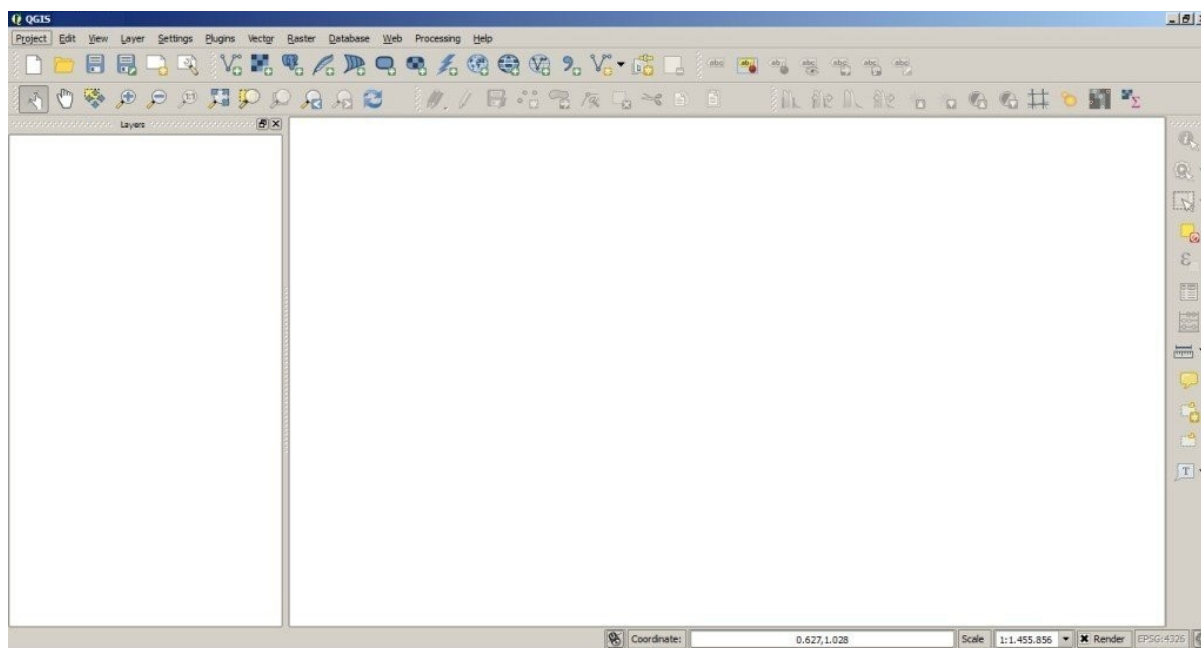 QGIS
Project Edit View Layer Settings Plugins Vector Raster Database Web Processing Help
abc
Layers
Coordinate: 0.627,1.028 Scale 1:1.455.856 Render EPSG:4326